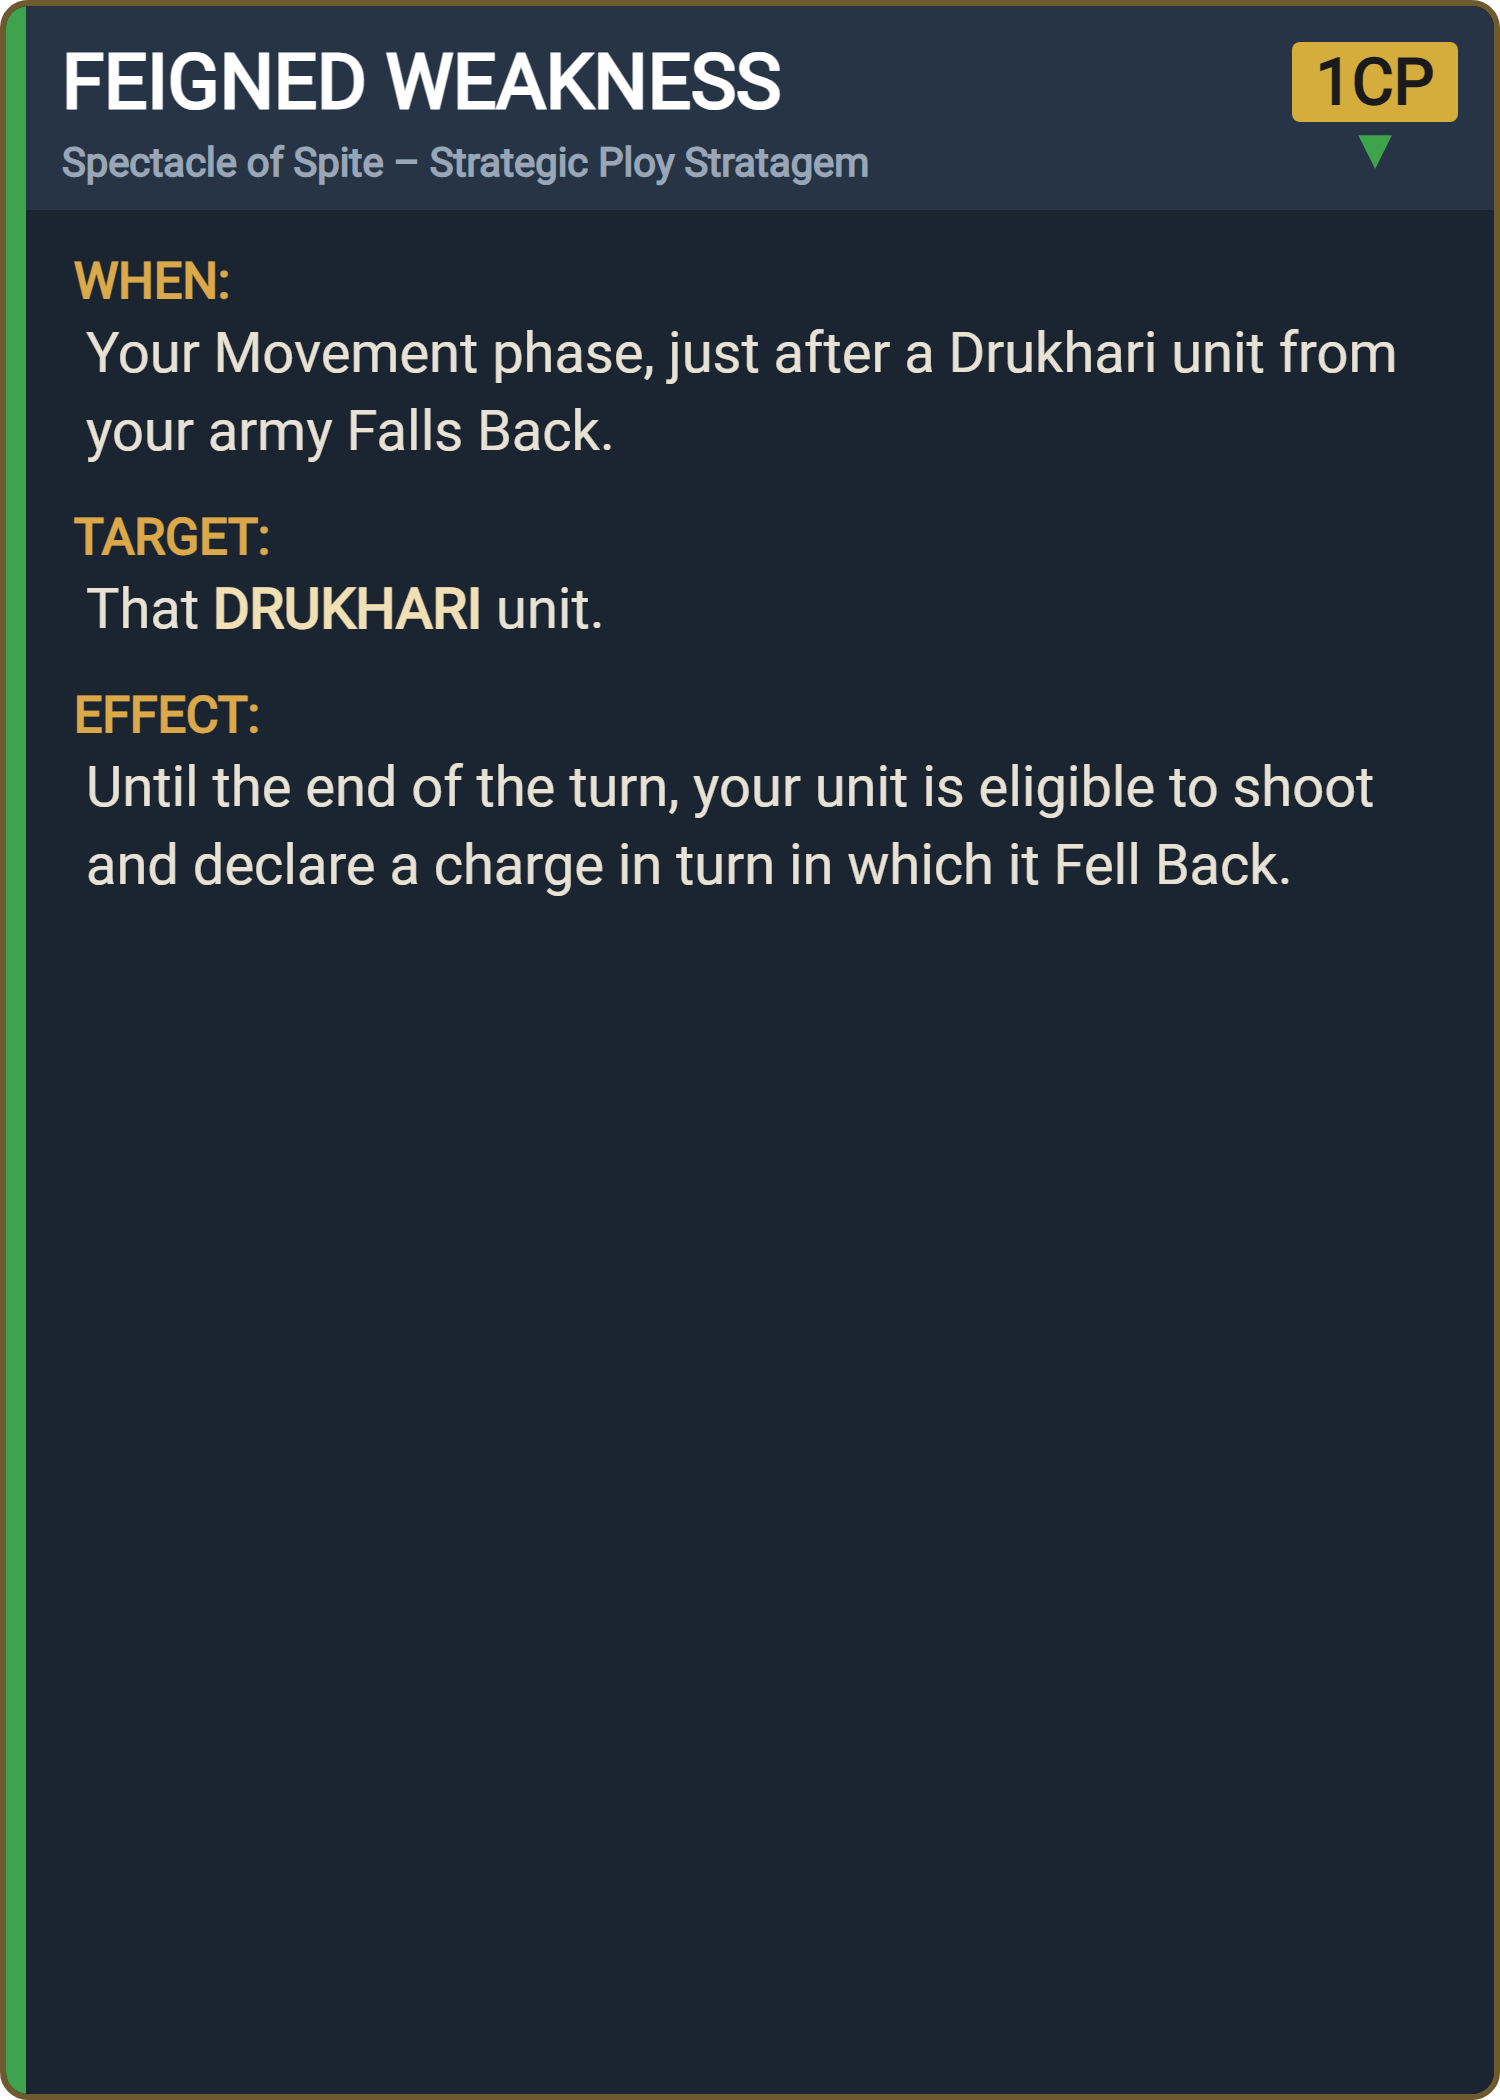 FEIGNED WEAKNESS
1CP
Spectacle of Spite – Strategic Ploy Stratagem
WHEN:
Your Movement phase, just after a Drukhari unit from
your army Falls Back.
TARGET:
That DRUKHARI unit.
EFFECT:
Until the end of the turn, your unit is eligible to shoot
and declare a charge in turn in which it Fell Back.